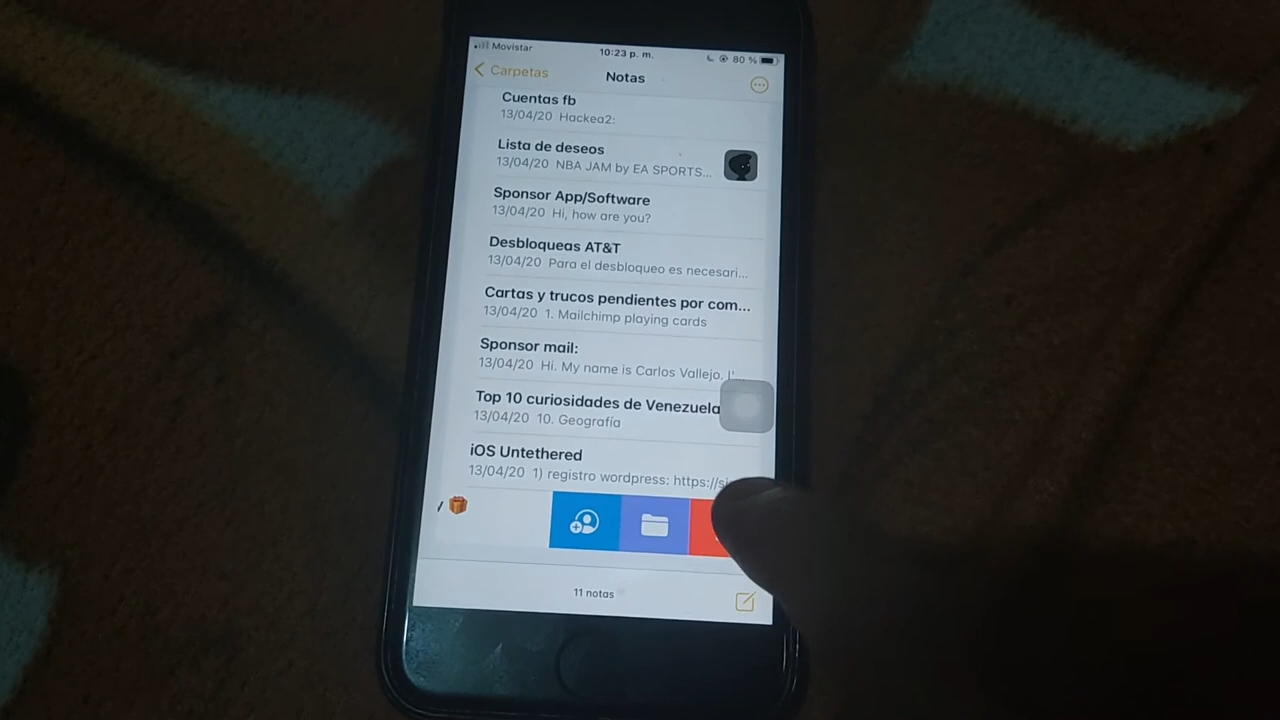 Movistar 10:23 p. m. 80 %
Carpetas Notas
Cuentas fb
13/04/20 Hackea2:
Lista de deseos
13/04/20 NBA JAM by EA SPORTS...
Sponsor App/Software
13/04/20 Hi, how are you?
Desbloqueas AT&T
13/04/20 Para el desbloqueo es necesari...
Cartas y trucos pendientes por com...
13/04/20 1. Mailchimp playing cards
Sponsor mail:
13/04/20 Hi. My name is Carlos Vallejo, I'...
Top 10 curiosidades de Venezuela
13/04/20 10. Geografía
iOS Untethered
13/04/20 1) registro wordpress: https://
11 notas